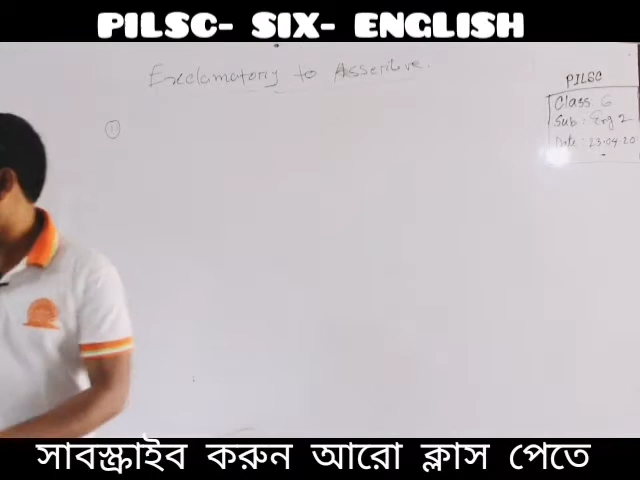 PILSC- SIX- ENGLISH
Exclamatory to Assertive.
PILSC
Class 6
Sub: Eng 2
Date: 23.04.20
①
সাবস্ক্রাইব করুন আরো ক্লাস পেতে